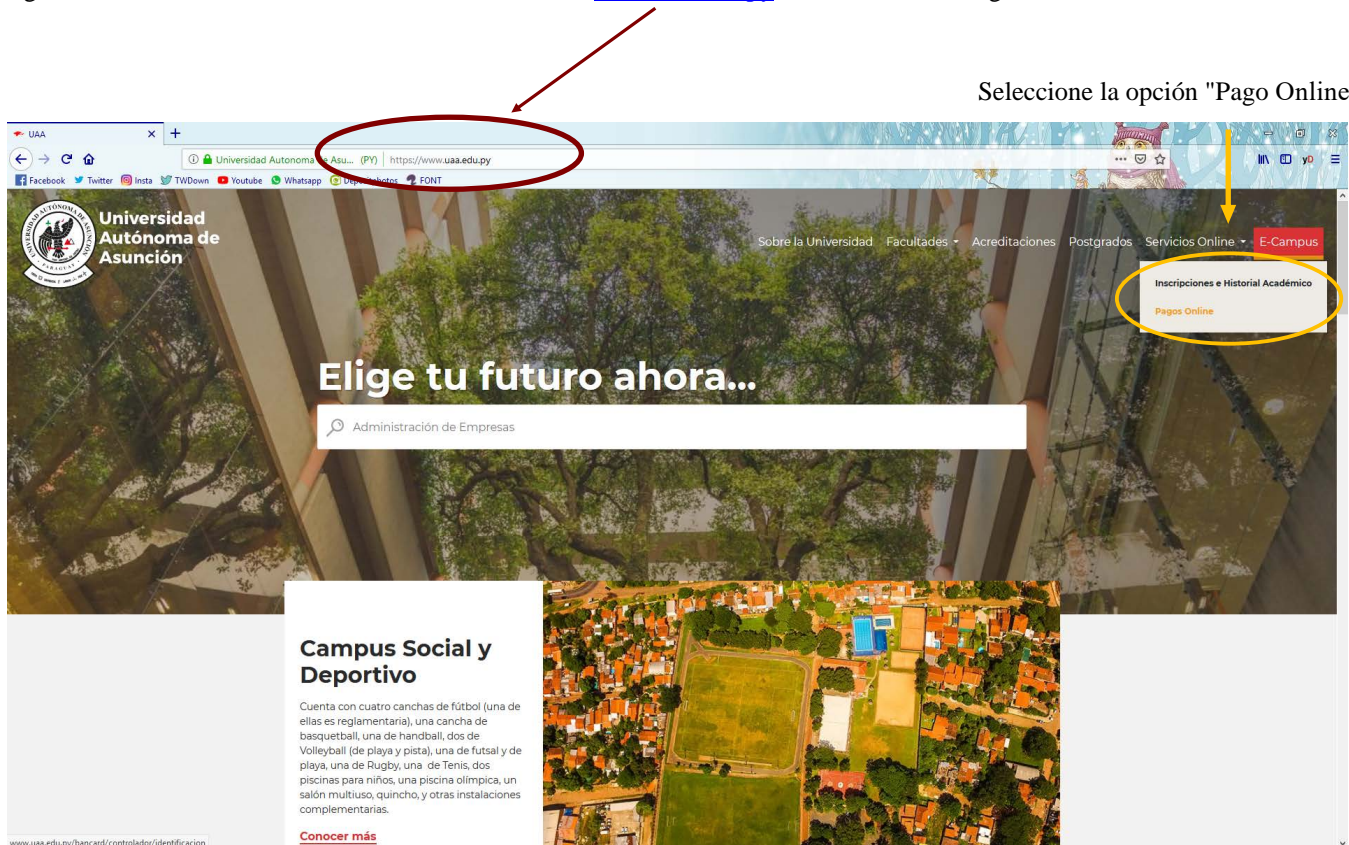 Seleccione la opción "Pago Online
UAA
Universidad Autonoma de Asu... (PY) https://www.uaa.edu.py
Facebook Twitter Insta TWDown Youtube Whatsapp Depositphotos FONT
Universidad
Autónoma de
Asunción
Sobre la Universidad Facultades Acreditaciones Postgrados Servicios Online E-Campus
Inscripciones e Historial Académico
Pagos Online
Elige tu futuro ahora...
Administración de Empresas
Campus Social y
Deportivo
Cuenta con cuatro canchas de fútbol (una de
ellas es reglamentaria), una cancha de
basquetball, una de handball, dos de
Volleyball (de playa y pista), una de futsal y de
playa, una de Rugby, una de Tenis, dos
piscinas para niños, una piscina olímpica, un
salón multiuso, quincho, y otras instalaciones
complementarias.
Conocer más
www.uaa.edu.py/bancard/controlador/identificacion